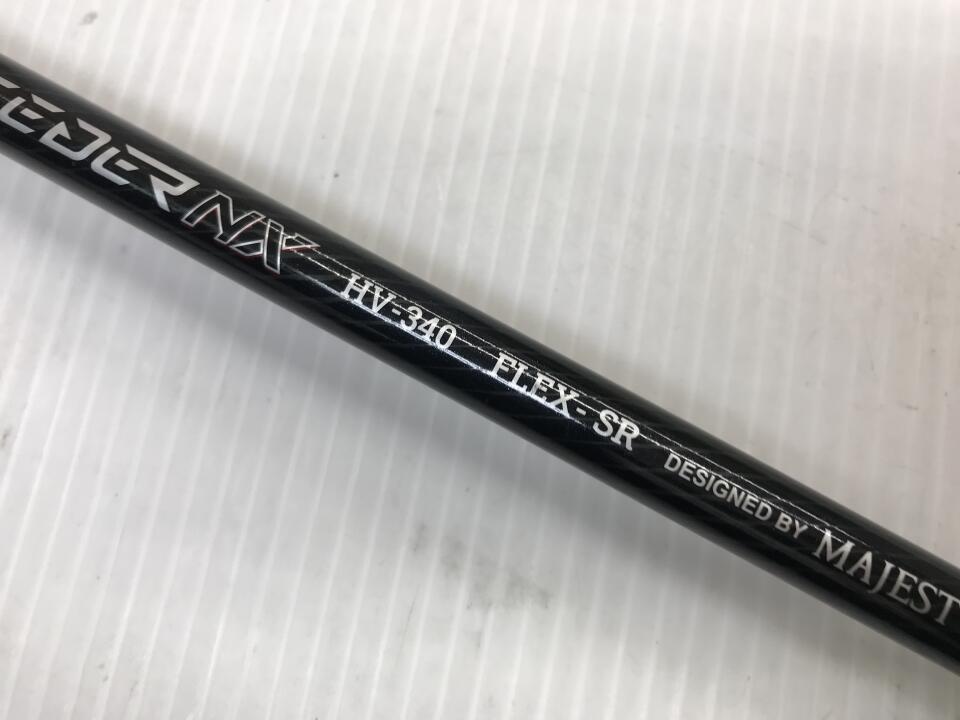 EEDER NX HV-340 FLEX-SR DESIGNED BY MAJEST